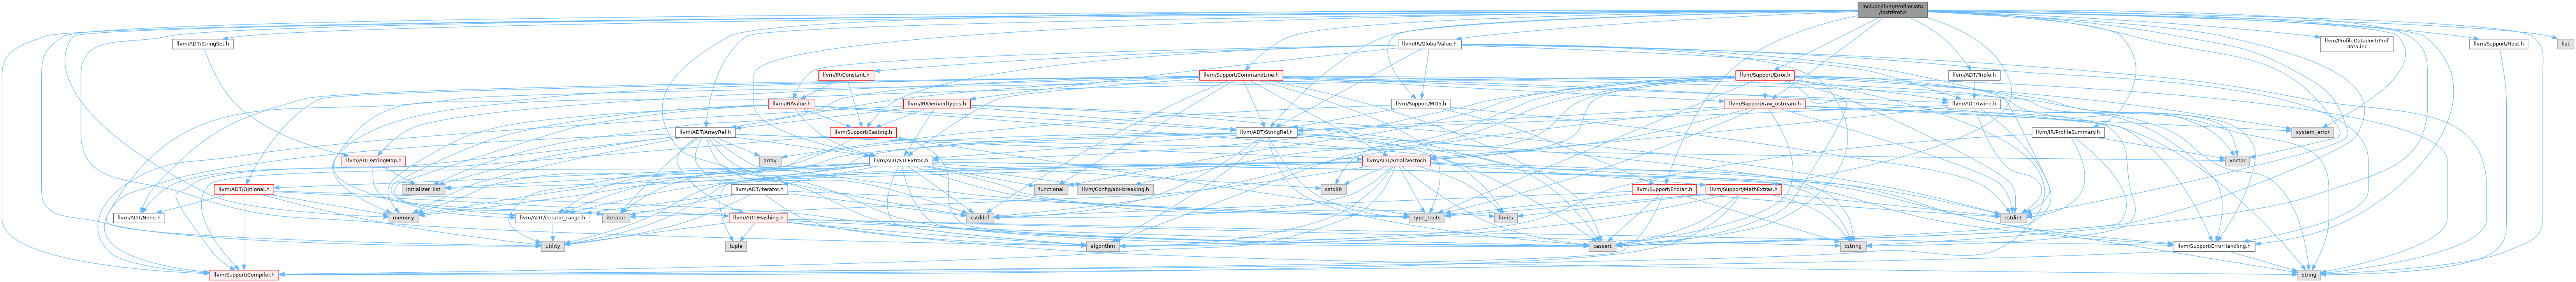 include/llvm/ProfileData
/InstrProf.h
llvm/ADT/StringSet.h
llvm/IR/GlobalValue.h
llvm/ProfileData/InstrProf
Data.inc
llvm/Support/Host.h
list
llvm/IR/Constant.h
llvm/Support/CommandLine.h
llvm/Support/Error.h
llvm/ADT/Triple.h
llvm/IR/Value.h
llvm/IR/DerivedTypes.h
llvm/Support/MD5.h
llvm/Support/raw_ostream.h
llvm/ADT/Twine.h
llvm/ADT/ArrayRef.h
llvm/Support/Casting.h
llvm/ADT/StringRef.h
llvm/IR/ProfileSummary.h
system_error
llvm/ADT/StringMap.h
array
llvm/ADT/STLExtras.h
llvm/ADT/SmallVector.h
vector
llvm/ADT/Optional.h
initializer_list
llvm/ADT/iterator.h
functional
llvm/Config/abi-breaking.h
cstdlib
llvm/Support/Endian.h
llvm/Support/MathExtras.h
llvm/ADT/None.h
memory
llvm/ADT/iterator_range.h
iterator
llvm/ADT/Hashing.h
cstddef
type_traits
limits
cstdint
utility
tuple
algorithm
cassert
cstring
llvm/Support/ErrorHandling.h
llvm/Support/Compiler.h
string